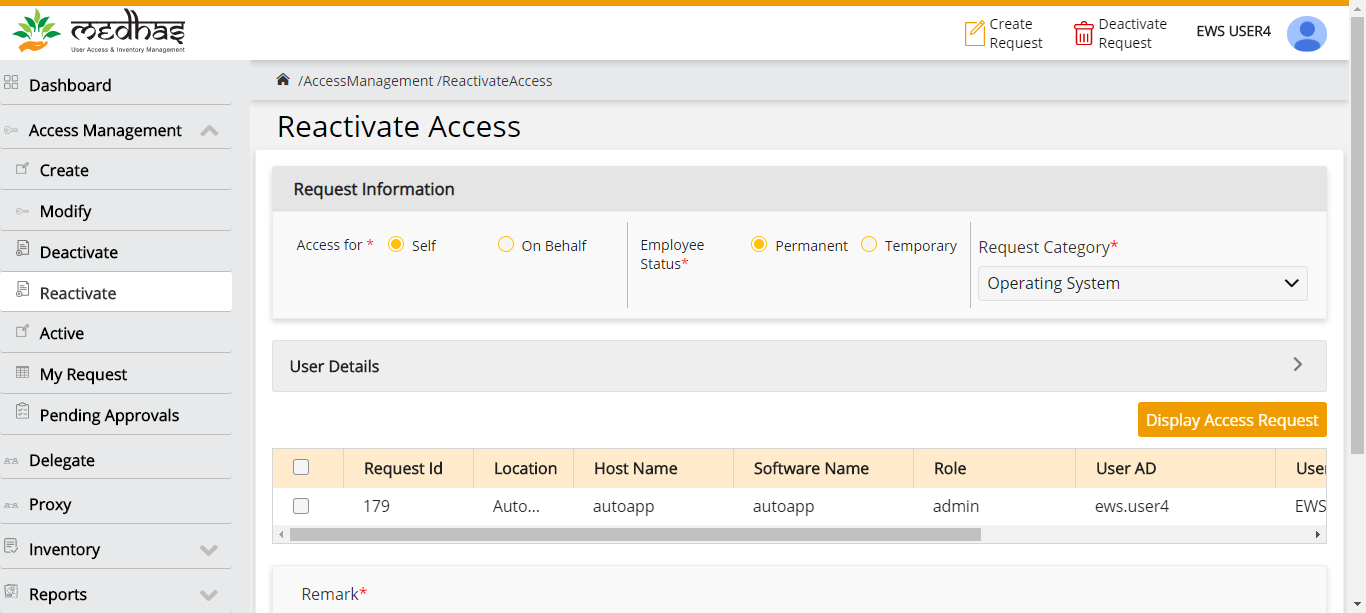 medhas
User Access & Inventory Management
Create
Request
Deactivate
Request
EWS USER4
Dashboard
Access Management
Create
Modify
Deactivate
Reactivate
Active
My Request
Pending Approvals
Delegate
Proxy
Inventory
Reports
/AccessManagement /ReactivateAccess
Reactivate Access
Request Information
Access for * Self On Behalf
Employee
Status*
Permanent Temporary
Request Category*
Operating System
User Details
Display Access Request
Request Id Location Host Name Software Name Role User AD User
179 Auto... autoapp autoapp admin ews.user4 EWS
Remark*